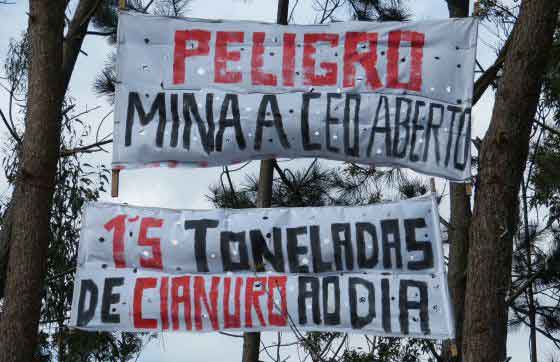 PELIGRO
MINA A CEO ABERTO
1'5 TONELADAS
DE CIANURO AO DIA